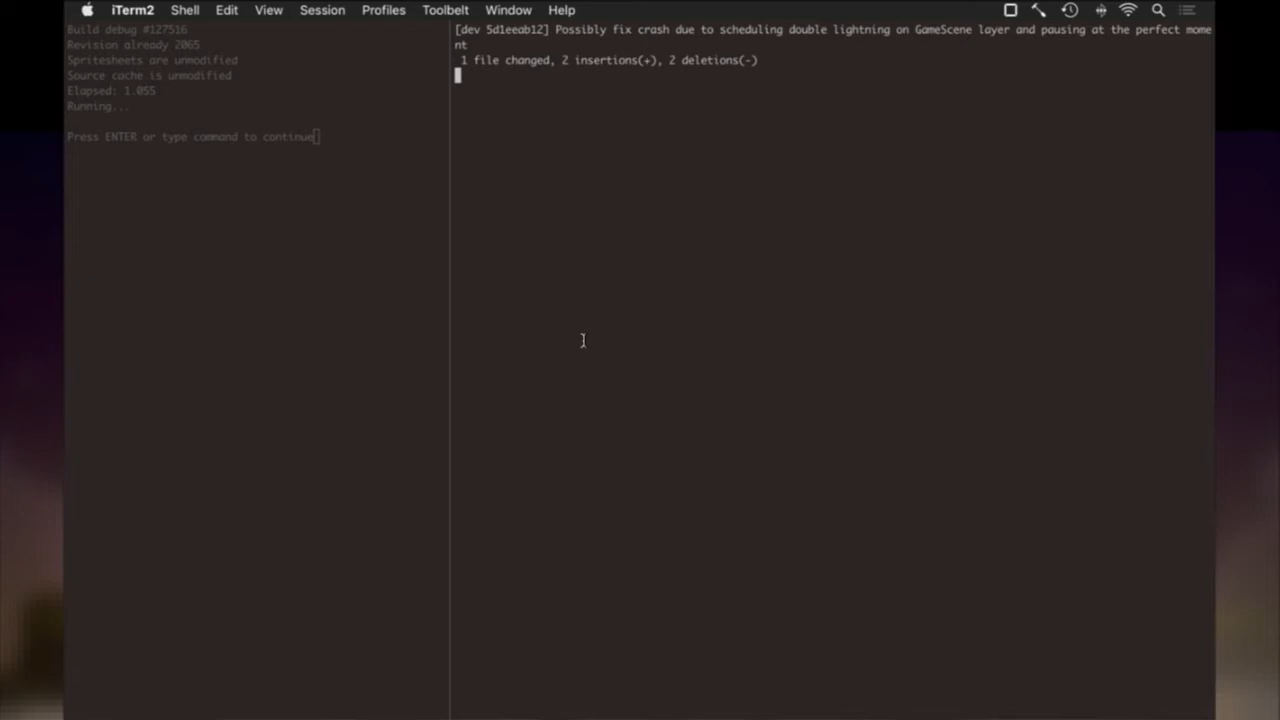 iTerm2 Shell Edit View Session Profiles Toolbelt Window Help
Build debug #127516
Revision already 2065
Spritesheets are unmodified
Source cache is unmodified
Elapsed: 1.055
Running...
Press ENTER or type command to continue
[dev 5d1eeab12] Possibly fix crash due to scheduling double lightning on GameScene layer and pausing at the perfect mome
nt
1 file changed, 2 insertions(+), 2 deletions(-)